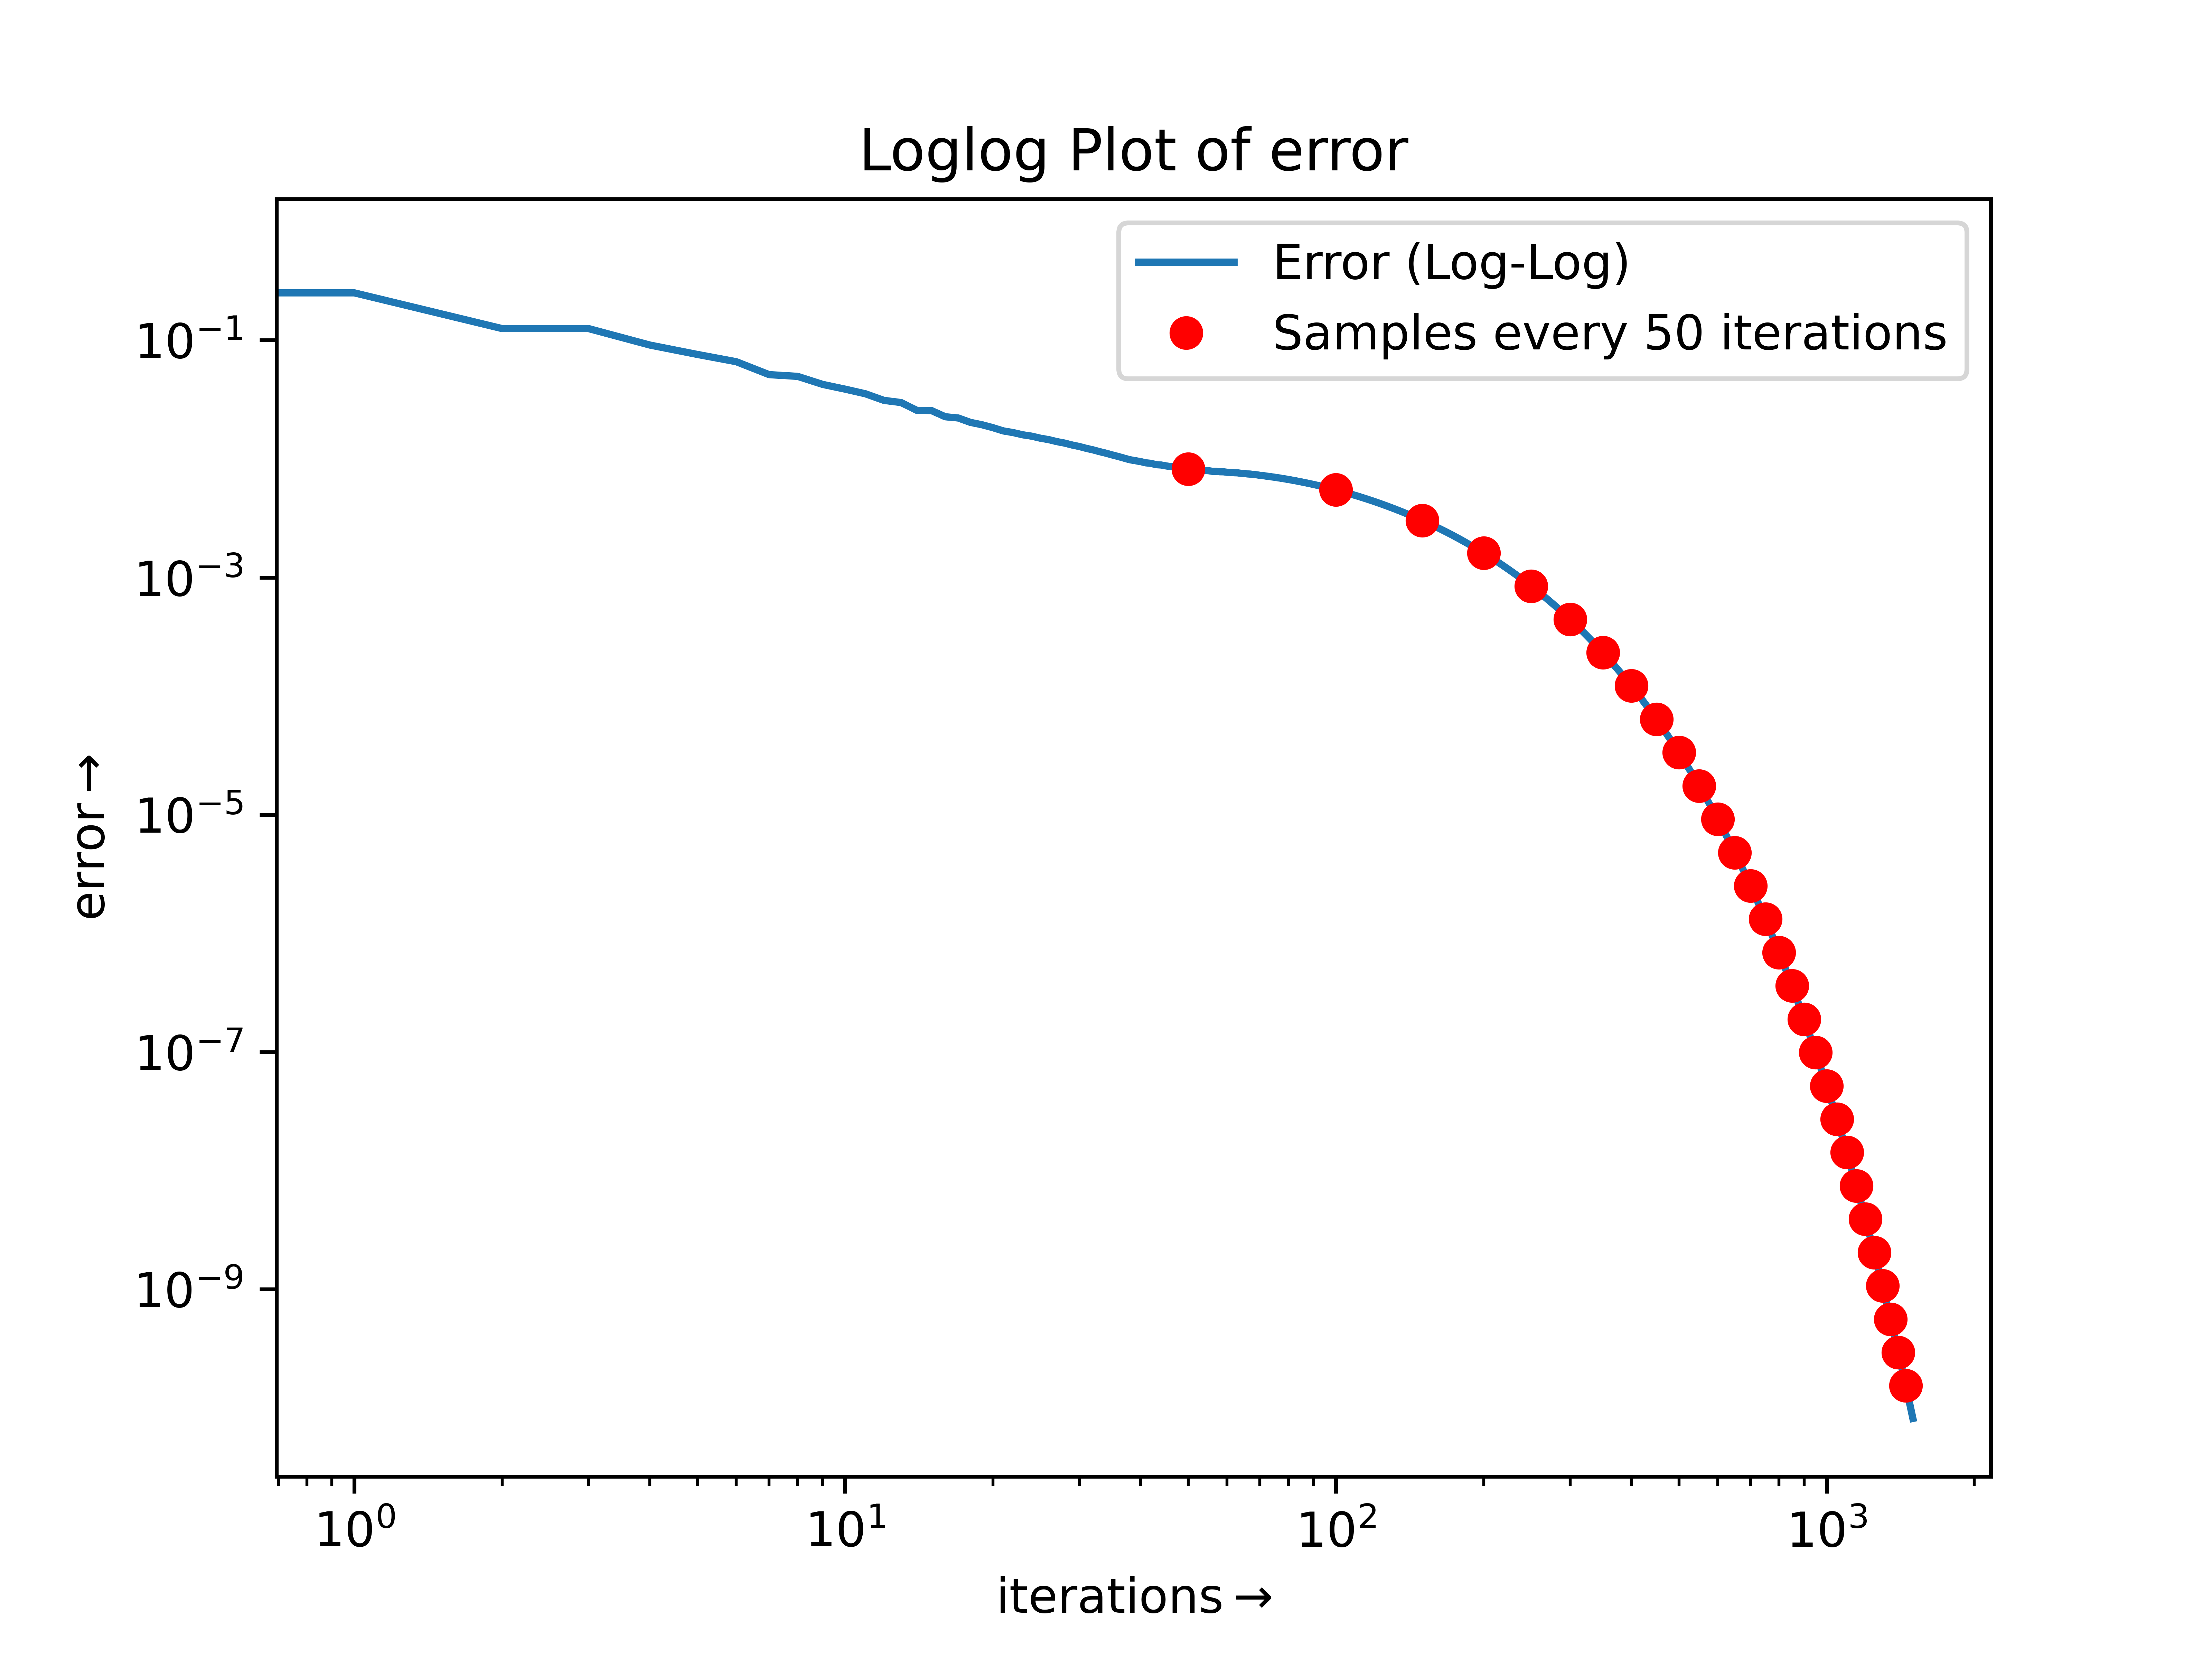 Loglog Plot of error
Error (Log-Log)
Samples every 50 iterations
10⁻¹
10⁻³
10⁻⁵
10⁻⁷
10⁻⁹
error→
10⁰ 10¹ 10² 10³
iterations→